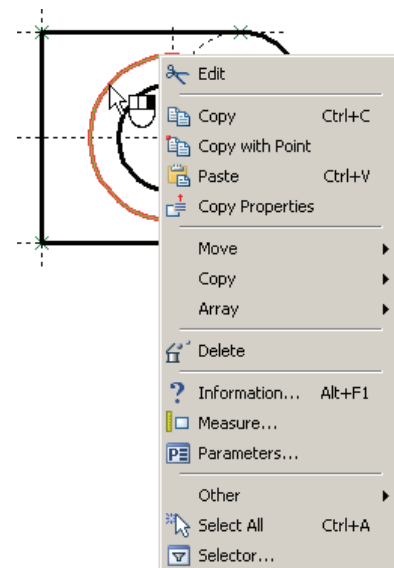 Edit
Copy Ctrl+C
Copy with Point
Paste Ctrl+V
Copy Properties
Move
Copy
Array
Delete
Information... Alt+F1
Measure...
Parameters...
Other
Select All Ctrl+A
Selector...